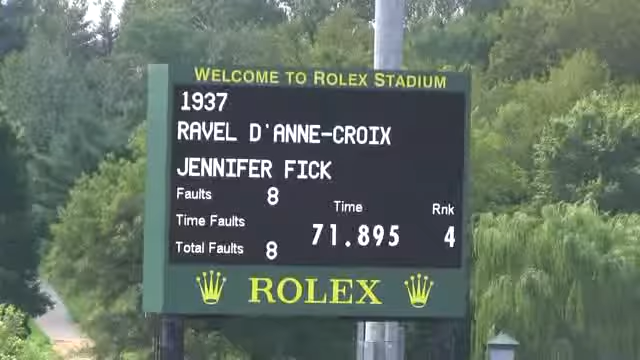 WELCOME TO ROLEX STADIUM
1937
RAVEL D'ANNE-CROIX
JENNIFER FICK
Faults 8
Time Rnk
Time Faults
71.895 4
Total Faults 8
ROLEX